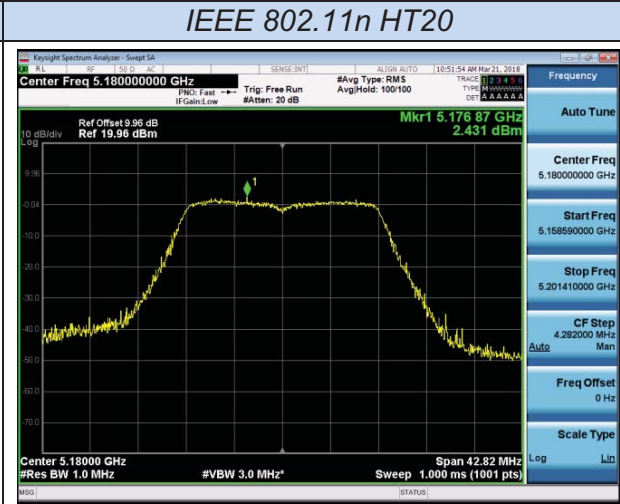 IEEE 802.11n HT20
Keysight Spectrum Analyzer - Swept SA
RL RF 50 Ω AC SENSE:INT ALIGN AUTO 10:51:54 AM Mar 21, 2018
Center Freq 5.180000000 GHz
PNO: Fast
IFGain:Low
Trig: Free Run
#Atten: 20 dB
#Avg Type: RMS
Avg|Hold: 100/100
TRACE 1 2 3 4 5 6
TYPE
DET A A A A A A
Ref Offset 9.96 dB
10 dB/div Ref 19.96 dBm
Log
Mkr1 5.176 87 GHz
2.431 dBm
1
9.96
-0.04
-10.0
-20.0
-30.0
-40.0
-50.0
-60.0
-70.0
Center 5.18000 GHz
#Res BW 1.0 MHz
#VBW 3.0 MHz*
Span 42.82 MHz
Sweep 1.000 ms (1001 pts)
MSG
STATUS
Frequency
Auto Tune
Center Freq
5.180000000 GHz
Start Freq
5.158590000 GHz
Stop Freq
5.201410000 GHz
CF Step
4.282000 MHz
Auto Man
Freq Offset
0 Hz
Scale Type
Log Lin